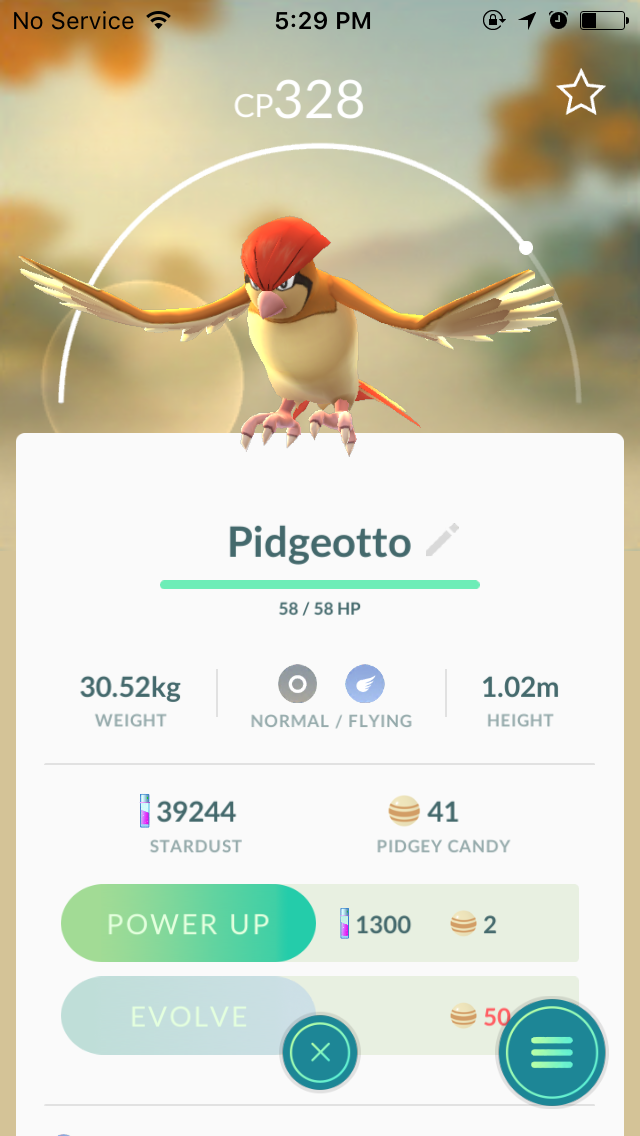 No Service 5:29 PM
CP328
Pidgeotto
58 / 58 HP
30.52kg 1.02m
WEIGHT NORMAL / FLYING HEIGHT
39244 41
STARDUST PIDGEY CANDY
POWER UP 1300 2
EVOLVE 50